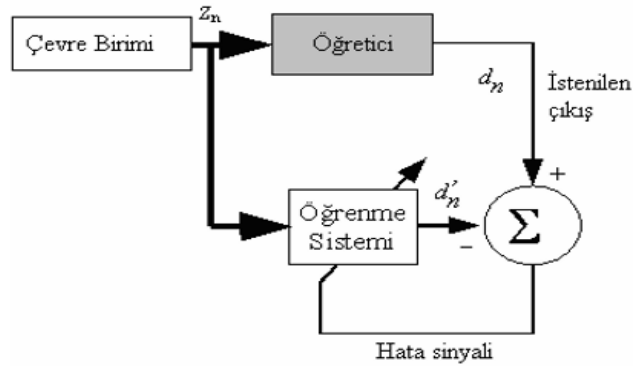 z_n
Çevre Birimi
Öğretici
d_n
İstenilen
çıkış
+
Öğrenme
Sistemi
d'_n
−
Σ
Hata sinyali